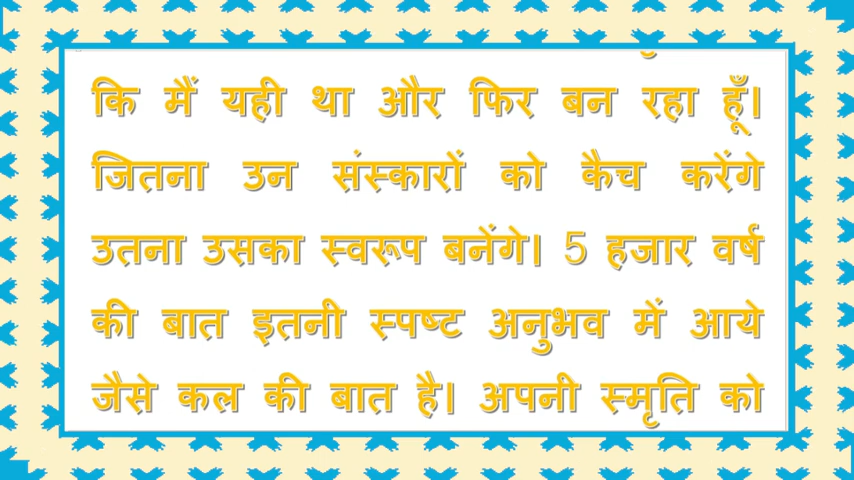 कि मैं यही था और फिर बन रहा हूँ।
जितना उन संस्कारों को कैच करेंगे
उतना उसका स्वरूप बनेंगे। 5 हजार वर्ष
की बात इतनी स्पष्ट अनुभव में आये
जैसे कल की बात है। अपनी स्मृति को